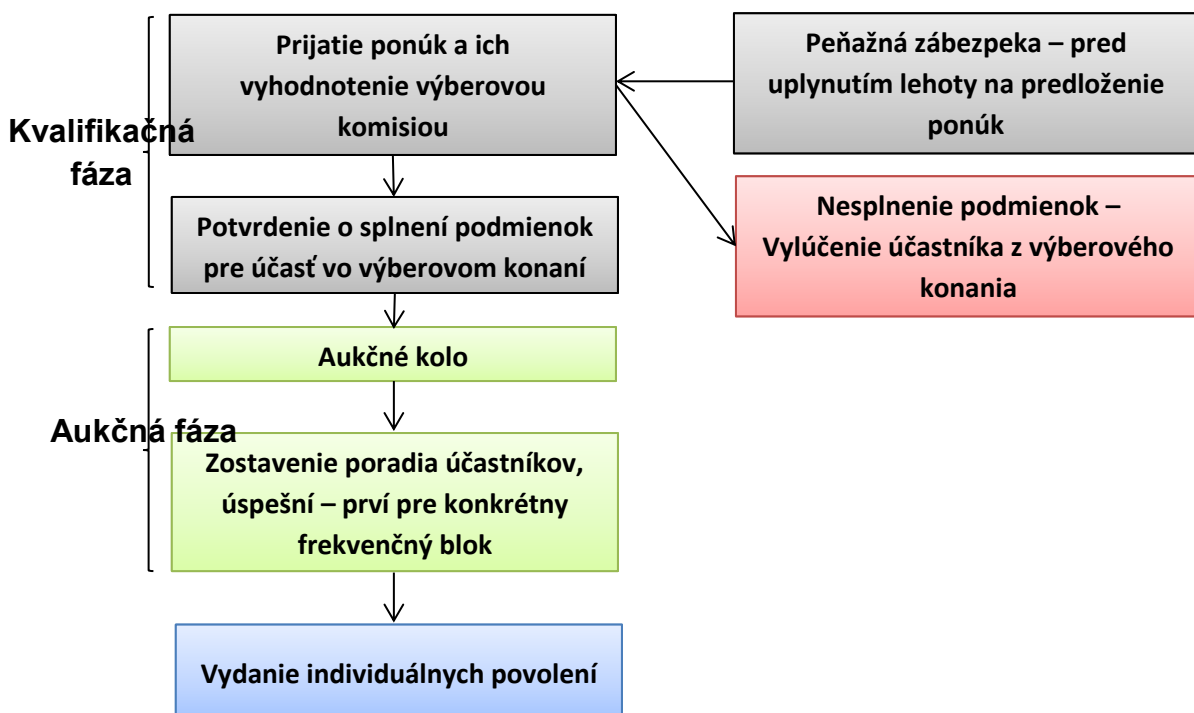 Kvalifikačná
fáza
Prijatie ponúk a ich
vyhodnotenie výberovou
komisiou
Peňažná zábezpeka – pred
uplynutím lehoty na predloženie
ponúk
Potvrdenie o splnení podmienok
pre účasť vo výberovom konaní
Nesplnenie podmienok –
Vylúčenie účastníka z výberového
konania
Aukčná fáza
Aukčné kolo
Zostavenie poradia účastníkov,
úspešní – prví pre konkrétny
frekvenčný blok
Vydanie individuálnych povolení